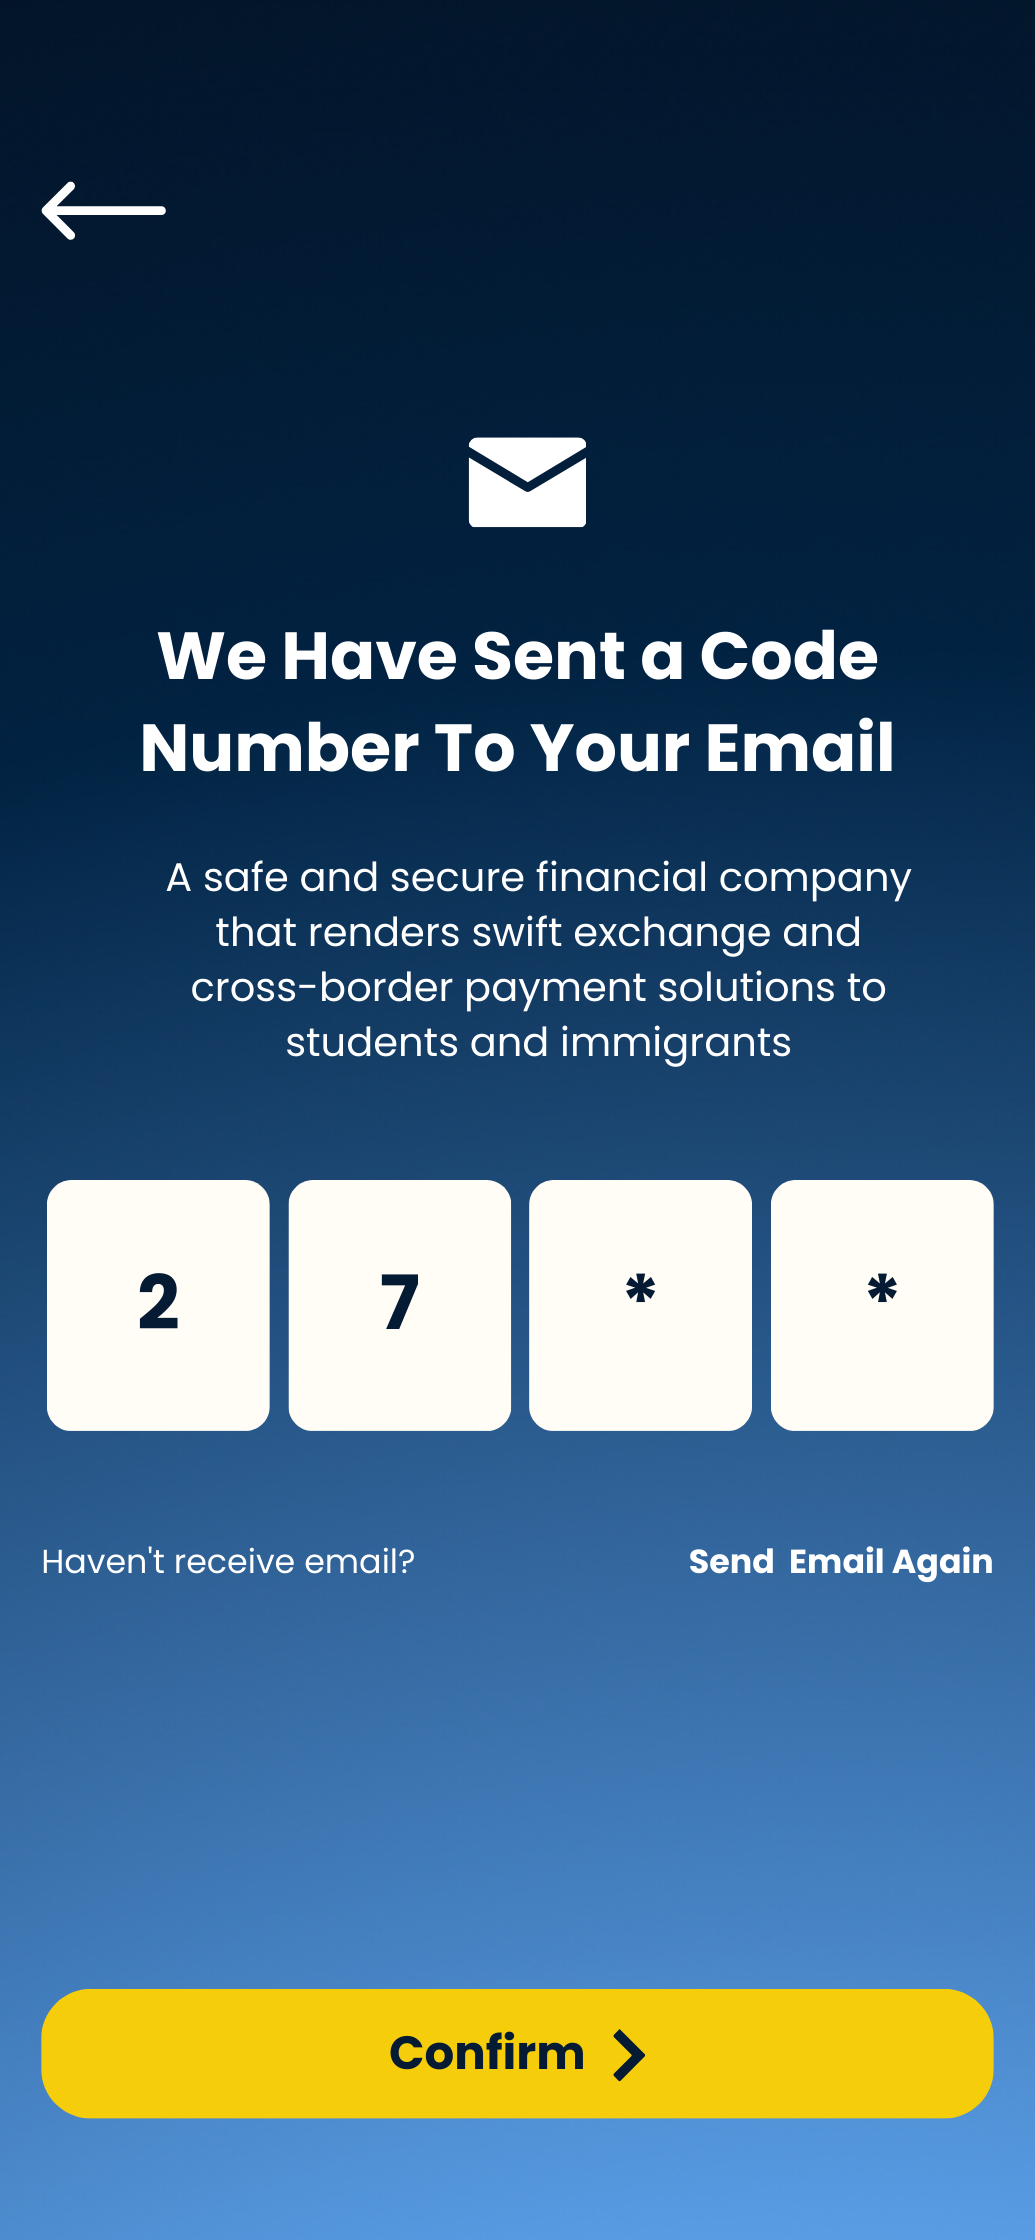 We Have Sent a Code
Number To Your Email
A safe and secure financial company
that renders swift exchange and
cross-border payment solutions to
students and immigrants
2 7 * *
Haven't receive email? Send Email Again
Confirm